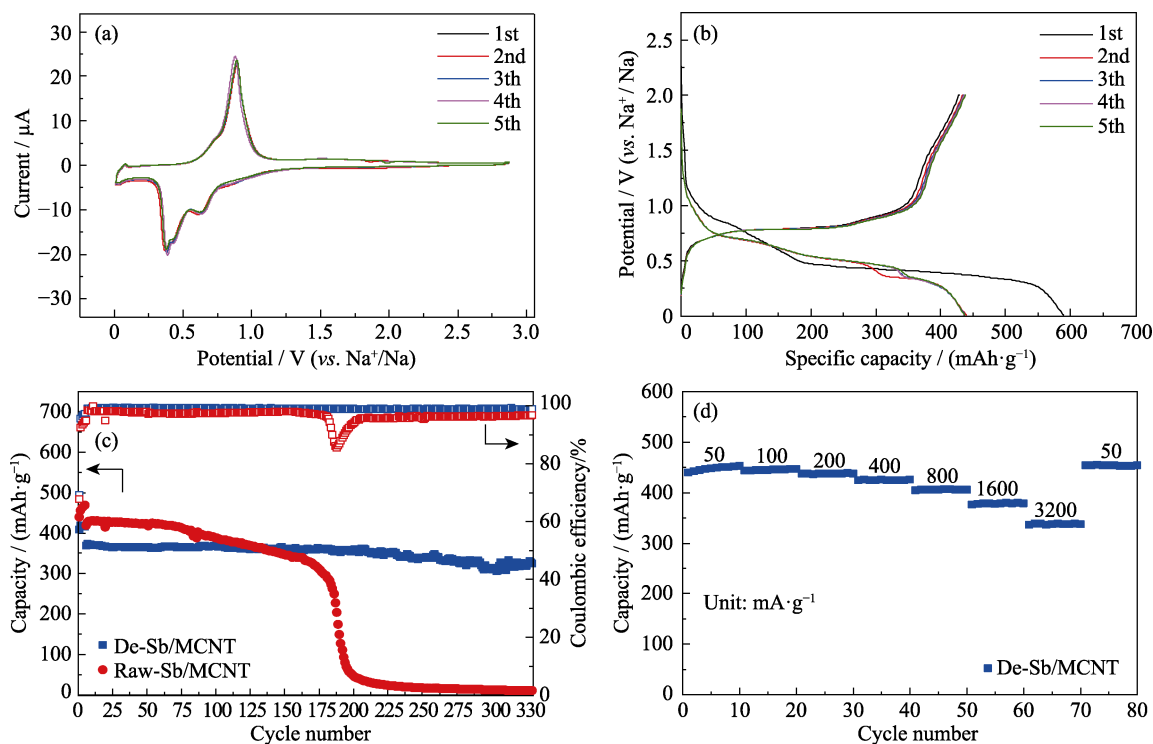 (a)
1st
2nd
3th
4th
5th
30
20
10
0
−10
−20
−30
Current / μA
0
0.5
1.0
1.5
2.0
2.5
3.0
Potential / V (vs. Na⁺/Na)
(b)
1st
2nd
3th
4th
5th
2.5
2.0
1.5
1.0
0.5
0
Potential / V (vs. Na⁺ / Na)
0
100
200
300
400
500
600
700
Specific capacity / (mAh·g⁻¹)
(c)
700
600
500
400
300
200
100
0
Capacity / (mAh·g⁻¹)
100
80
60
40
20
0
Coulombic efficiency/%
De-Sb/MCNT
Raw-Sb/MCNT
0
25
50
75
100
125
150
175
200
225
250
275
300
330
Cycle number
(d)
600
500
400
300
200
100
0
Capacity / (mAh·g⁻¹)
50
100
200
400
800
1600
3200
50
Unit: mA·g⁻¹
De-Sb/MCNT
0
10
20
30
40
50
60
70
80
Cycle number